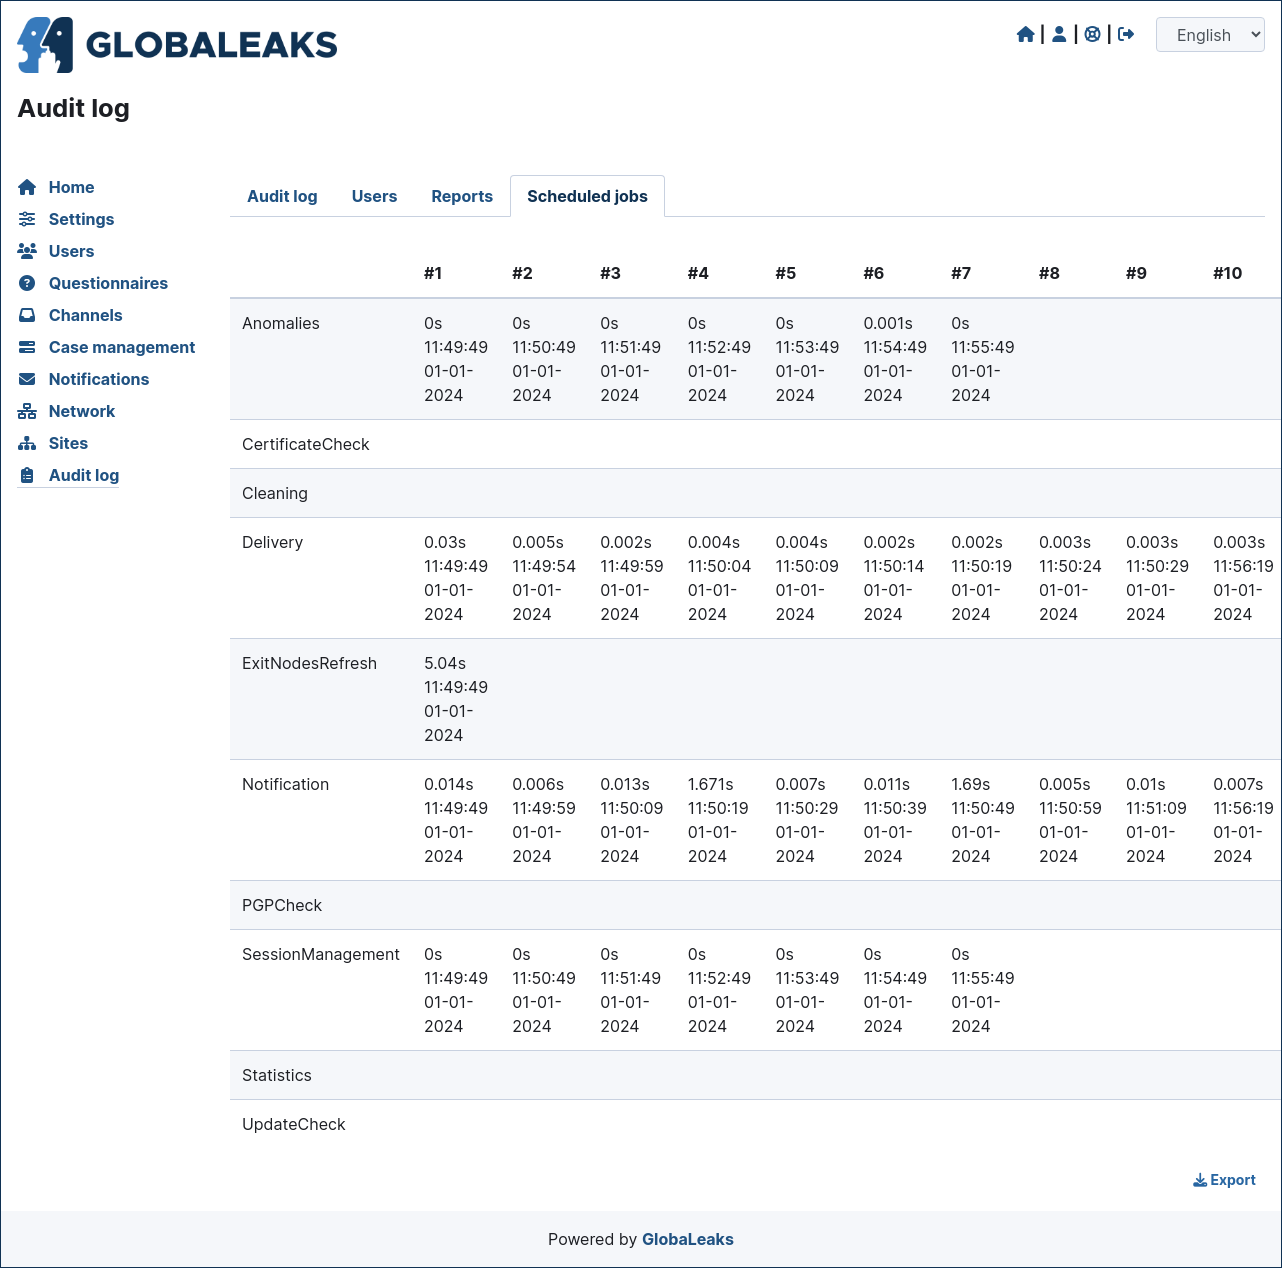 GLOBALEAKS
| | |
English
Audit log
Home
Settings
Users
Questionnaires
Channels
Case management
Notifications
Network
Sites
Audit log
Audit log Users Reports Scheduled jobs
#1 #2 #3 #4 #5 #6 #7 #8 #9 #10
Anomalies 0s 0s 0s 0s 0s 0.001s 0s
11:49:49 11:50:49 11:51:49 11:52:49 11:53:49 11:54:49 11:55:49
01-01- 01-01- 01-01- 01-01- 01-01- 01-01- 01-01-
2024 2024 2024 2024 2024 2024 2024
CertificateCheck
Cleaning
Delivery 0.03s 0.005s 0.002s 0.004s 0.004s 0.002s 0.002s 0.003s 0.003s 0.003s
11:49:49 11:49:54 11:49:59 11:50:04 11:50:09 11:50:14 11:50:19 11:50:24 11:50:29 11:56:19
01-01- 01-01- 01-01- 01-01- 01-01- 01-01- 01-01- 01-01- 01-01- 01-01-
2024 2024 2024 2024 2024 2024 2024 2024 2024 2024
ExitNodesRefresh 5.04s
11:49:49
01-01-
2024
Notification 0.014s 0.006s 0.013s 1.671s 0.007s 0.011s 1.69s 0.005s 0.01s 0.007s
11:49:49 11:49:59 11:50:09 11:50:19 11:50:29 11:50:39 11:50:49 11:50:59 11:51:09 11:56:19
01-01- 01-01- 01-01- 01-01- 01-01- 01-01- 01-01- 01-01- 01-01- 01-01-
2024 2024 2024 2024 2024 2024 2024 2024 2024 2024
PGPCheck
SessionManagement 0s 0s 0s 0s 0s 0s 0s
11:49:49 11:50:49 11:51:49 11:52:49 11:53:49 11:54:49 11:55:49
01-01- 01-01- 01-01- 01-01- 01-01- 01-01- 01-01-
2024 2024 2024 2024 2024 2024 2024
Statistics
UpdateCheck
Export
Powered by GlobaLeaks